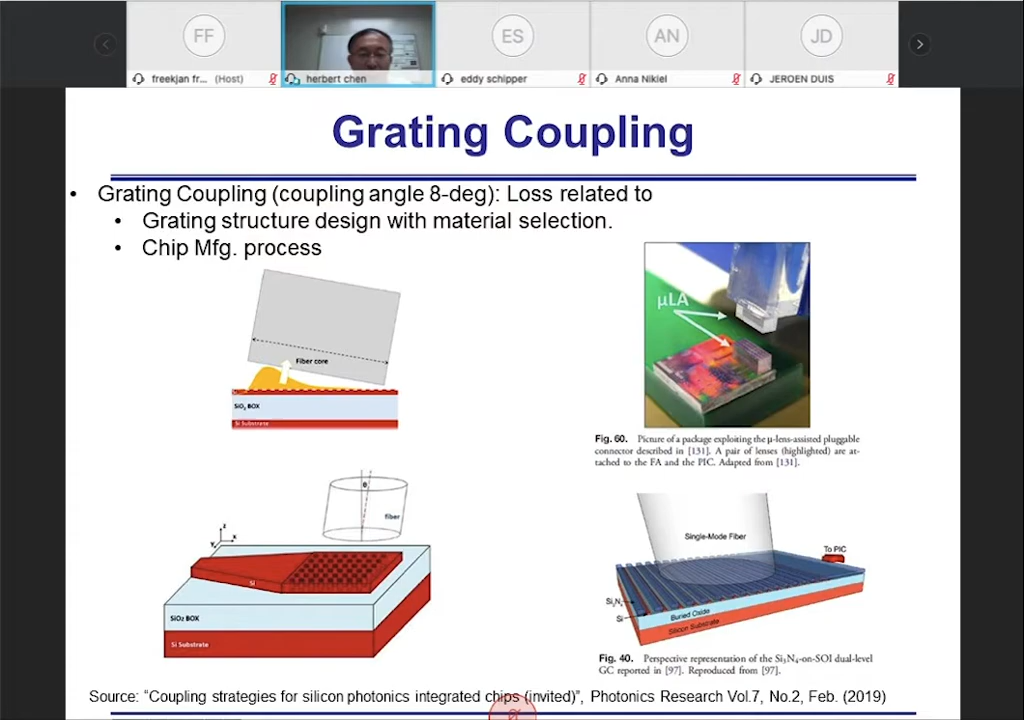 FF
ES
AN
JD
freekjan fr... (Host)
herbert chen
eddy schipper
Anna Nikiel
JEROEN DUIS
Grating Coupling
• Grating Coupling (coupling angle 8-deg): Loss related to
• Grating structure design with material selection.
• Chip Mfg. process
Fiber core
SiO₂ BOX
Si Substrate
μLA
Fig. 60. Picture of a package exploiting the μ-lens-assisted pluggable
connector described in [131]. A pair of lenses (highlighted) are at-
tached to the FA and the PIC. Adapted from [131].
θ
fiber
z
x
Y
Si
SiO₂ BOX
Si Substrate
Single-Mode Fiber
To PIC
Si₃N₄
Si
Buried Oxide
Silicon Substrate
Fig. 40. Perspective representation of the Si₃N₄-on-SOI dual-level
GC reported in [97]. Reproduced from [97].
Source: “Coupling strategies for silicon photonics integrated chips (invited)”, Photonics Research Vol.7, No.2, Feb. (2019)